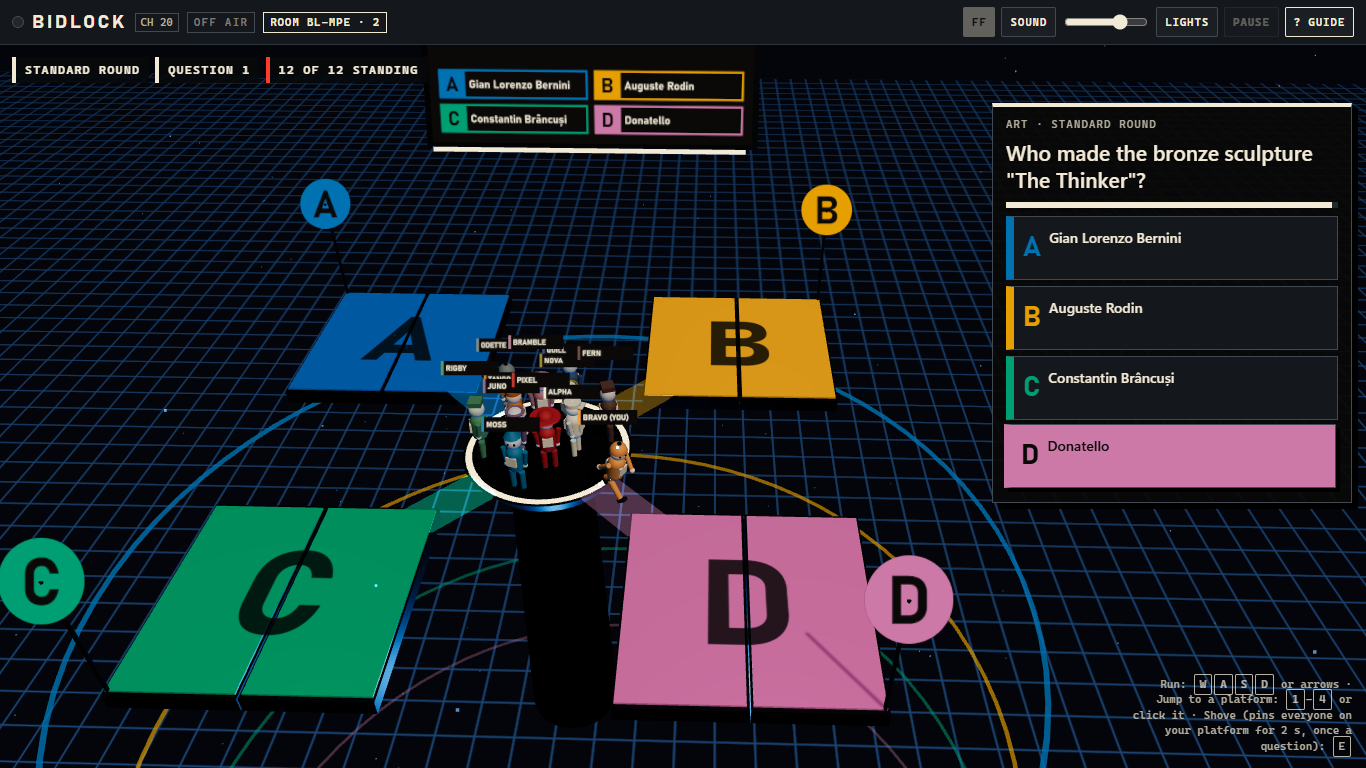 BIDLOCK CH 20 OFF AIR ROOM BL-MPE · 2 FF SOUND LIGHTS PAUSE ? GUIDE
STANDARD ROUND QUESTION 1 12 OF 12 STANDING
A Gian Lorenzo Bernini B Auguste Rodin
C Constantin Brâncuși D Donatello
ART · STANDARD ROUND
Who made the bronze sculpture
"The Thinker"?
A Gian Lorenzo Bernini
B Auguste Rodin
C Constantin Brâncuși
D Donatello
A
B
A
B
ODETTE BRAMBLE
NOVA FERN
RIGBY
JUNO PIXEL
ALPHA
MOSS BRAVO (YOU)
C
D
C
D
Run: W A S D or arrows ·
Jump to a platform: 1 - 4 or
click it · Shove (pins everyone on
your platform for 2 s, once a
question): E